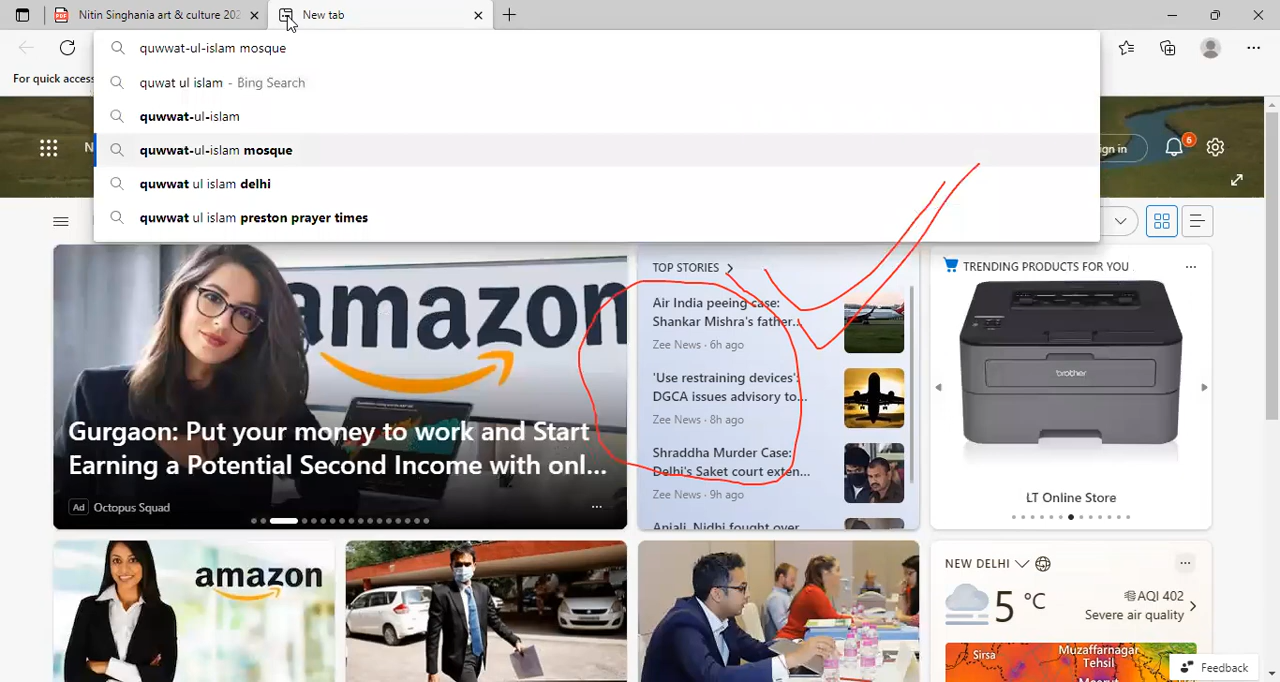 Nitin Singhania art & culture 202
New tab
quwwat-ul-islam mosque
For quick access
quwat ul islam - Bing Search
quwwat-ul-islam
quwwat-ul-islam mosque
quwwat ul islam delhi
quwwat ul islam preston prayer times
N
ign in
6
amazon
Gurgaon: Put your money to work and Start
Earning a Potential Second Income with onl...
Ad Octopus Squad
TOP STORIES
Air India peeing case:
Shankar Mishra's father...
Zee News · 6h ago
'Use restraining devices':
DGCA issues advisory to...
Zee News · 8h ago
Shraddha Murder Case:
Delhi's Saket court exten...
Zee News · 9h ago
Anjali, Nidhi fought over
TRENDING PRODUCTS FOR YOU
brother
LT Online Store
amazon
NEW DELHI
5 °C
AQI 402
Severe air quality
Sirsa
Muzaffarnagar
Tehsil
Meerut
Feedback